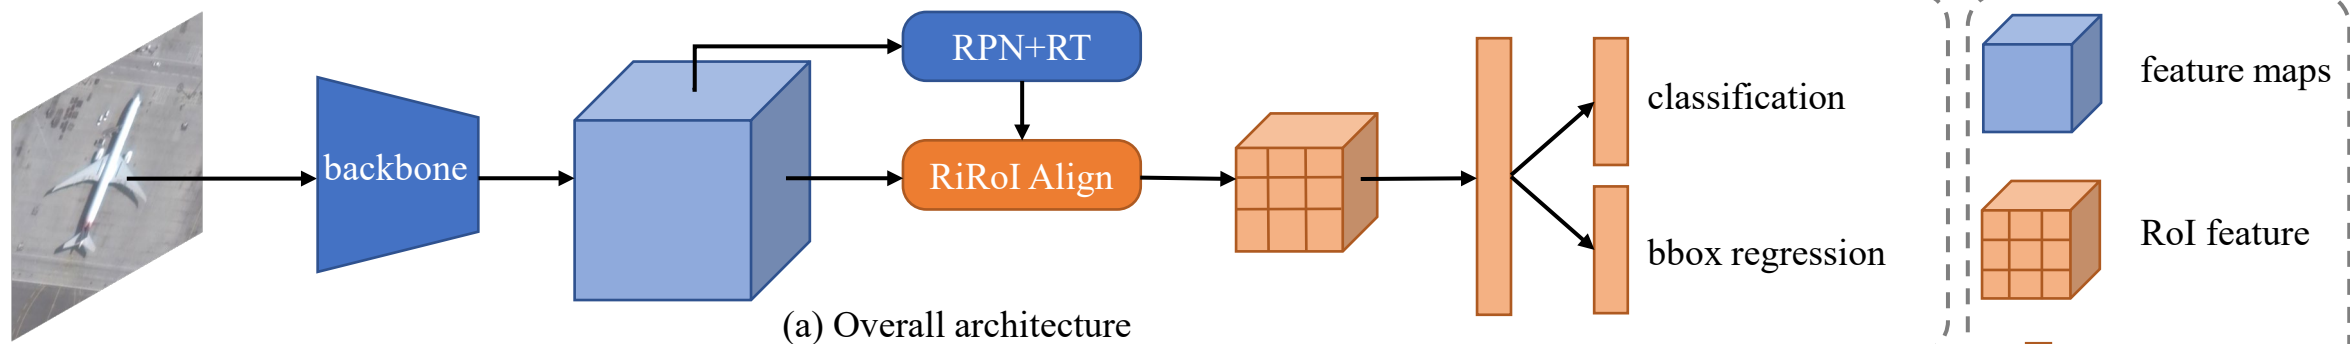 RPN+RT
backbone
RiRoI Align
classification
bbox regression
(a) Overall architecture
feature maps
RoI feature